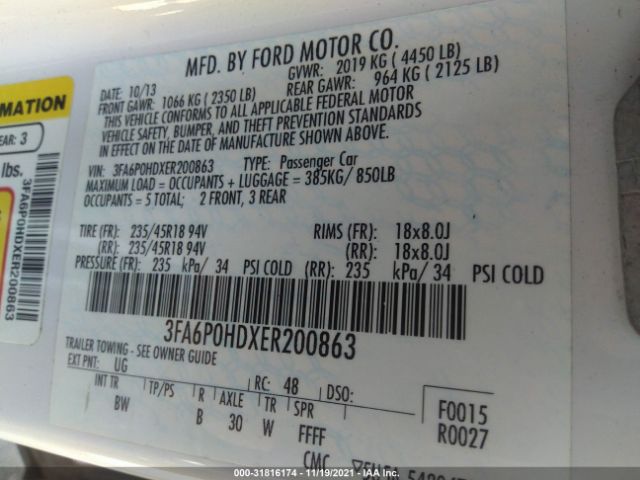 MFD. BY FORD MOTOR CO.
DATE: 10/13 GVWR: 2019 KG ( 4450 LB)
FRONT GAWR: 1066 KG ( 2350 LB) REAR GAWR: 964 KG ( 2125 LB)
THIS VEHICLE CONFORMS TO ALL APPLICABLE FEDERAL MOTOR
VEHICLE SAFETY, BUMPER, AND THEFT PREVENTION STANDARDS
IN EFFECT ON THE DATE OF MANUFACTURE SHOWN ABOVE.
VIN: 3FA6P0HDXER200863 TYPE: Passenger Car
MAXIMUM LOAD = OCCUPANTS + LUGGAGE = 385KG/ 850LB
OCCUPANTS = 5 TOTAL; 2 FRONT, 3 REAR
TIRE (FR): 235/45R18 94V RIMS (FR): 18x8.0J
(RR): 235/45R18 94V (RR): 18x8.0J
PRESSURE (FR): 235 kPa/ 34 PSI COLD (RR): 235 kPa/ 34 PSI COLD
3FA6P0HDXER200863
TRAILER TOWING - SEE OWNER GUIDE
EXT PNT: UG RC: 48 DSO:
INT TR TP/PS R AXLE TR SPR F0015
BW B 30 W FFFF R0027
CMC
RMATION
EAR: 3
lbs.
3FA6P0HDXER200863
000-31816174 - 11/19/2021 - IAAI.com